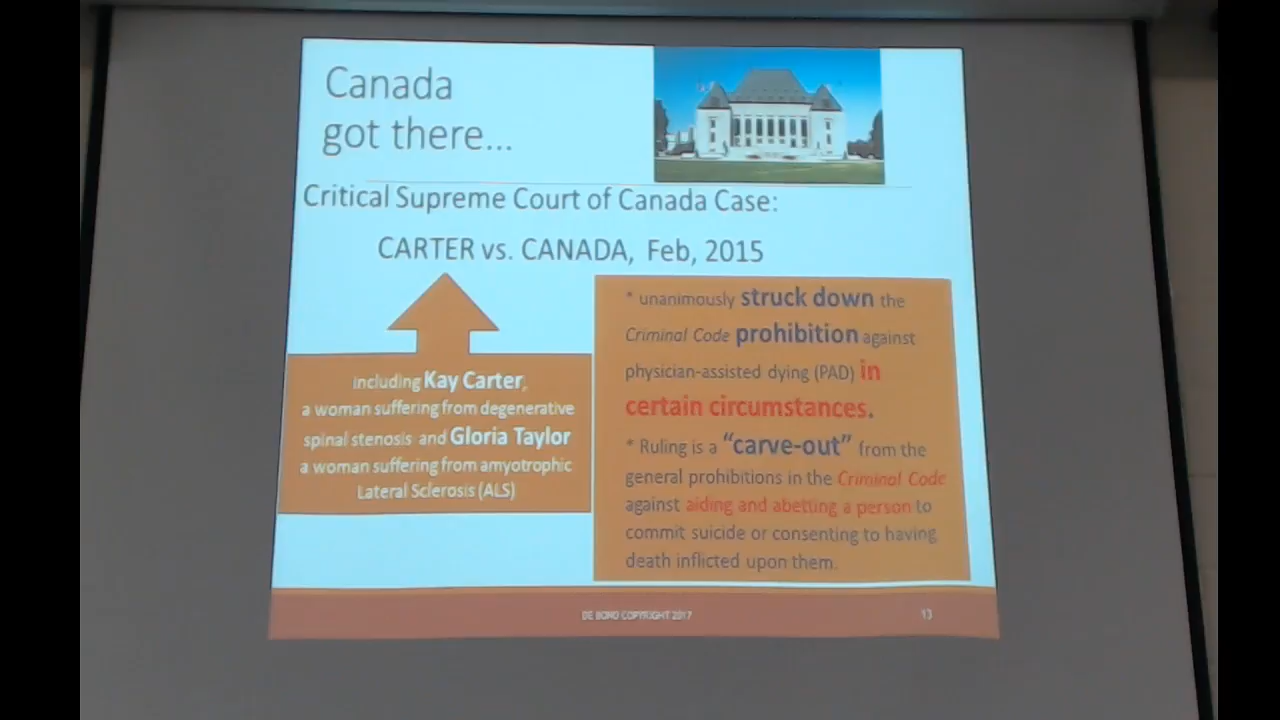 Canada
got there...
Critical Supreme Court of Canada Case:
CARTER vs. CANADA, Feb, 2015
including Kay Carter,
a woman suffering from degenerative
spinal stenosis and Gloria Taylor
a woman suffering from amyotrophic
Lateral Sclerosis (ALS)
* unanimously struck down the
Criminal Code prohibition against
physician-assisted dying (PAD) in
certain circumstances.
* Ruling is a “carve-out” from the
general prohibitions in the Criminal Code
against aiding and abetting a person to
commit suicide or consenting to having
death inflicted upon them.
DE BONO COPYRIGHT 2017
13